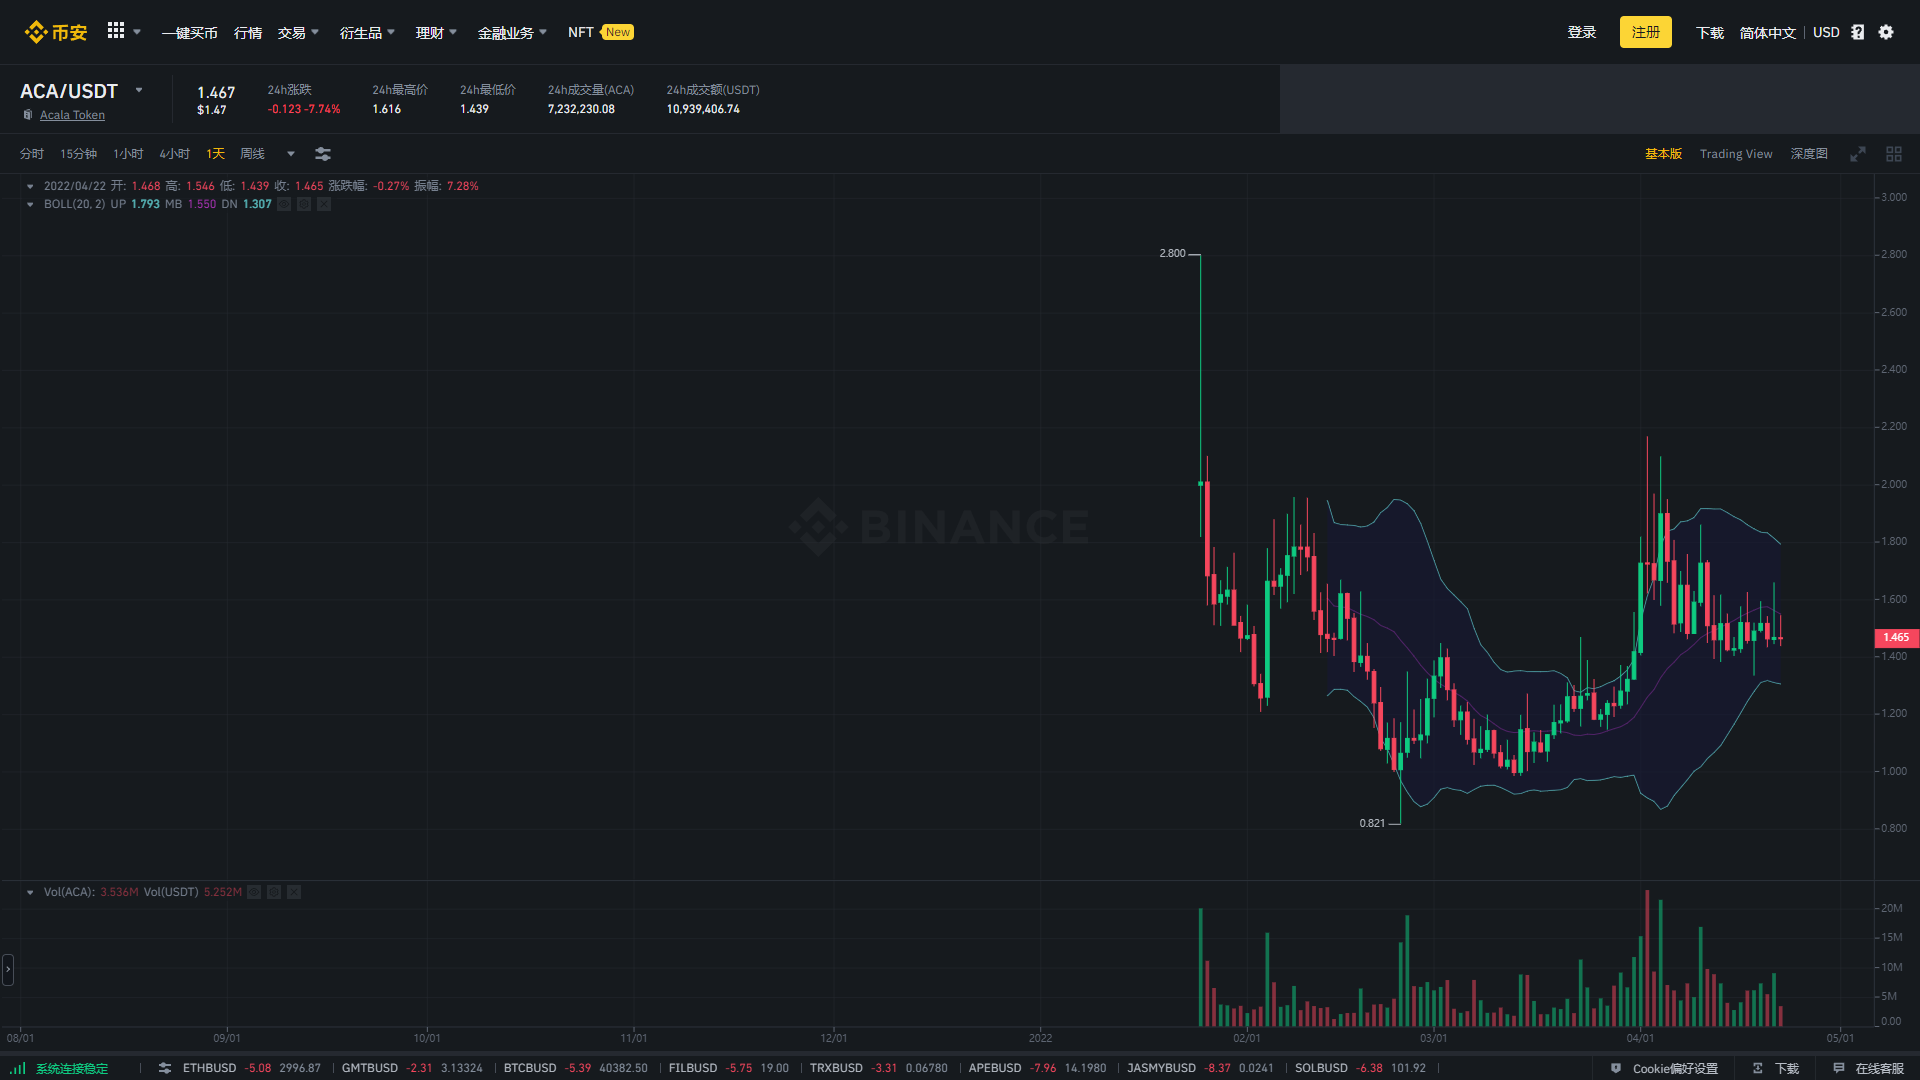 币安 一键买币 行情 交易 衍生品 理财 金融业务 NFT New 登录 注册 下载 简体中文 USD
ACA/USDT
Acala Token
1.467
$1.47
24h涨跌
-0.123 -7.74%
24h最高价
1.616
24h最低价
1.439
24h成交量(ACA)
7,232,230.08
24h成交额(USDT)
10,939,406.74
分时 15分钟 1小时 4小时 1天 周线 基本版 Trading View 深度图
2022/04/22 开: 1.468 高: 1.546 低: 1.439 收: 1.465 涨跌幅: -0.27% 振幅: 7.28%
BOLL(20, 2) UP 1.793 MB 1.550 DN 1.307
3.000
2.800
2.800
2.600
2.400
2.200
2.000
BINANCE
1.800
1.600
1.465
1.400
1.200
1.000
0.821
0.800
Vol(ACA): 3.536M Vol(USDT) 5.252M
20M
15M
10M
5M
0.00
08/01 09/01 10/01 11/01 12/01 2022 02/01 03/01 04/01 05/01
系统连接稳定 ETHBUSD -5.08 2996.87 GMTBUSD -2.31 3.13324 BTCBUSD -5.39 40382.50 FILBUSD -5.75 19.00 TRXBUSD -3.31 0.06780 APEBUSD -7.96 14.1980 JASMYBUSD -8.37 0.0241 SOLBUSD -6.38 101.92 Cookie偏好设置 下载 在线客服